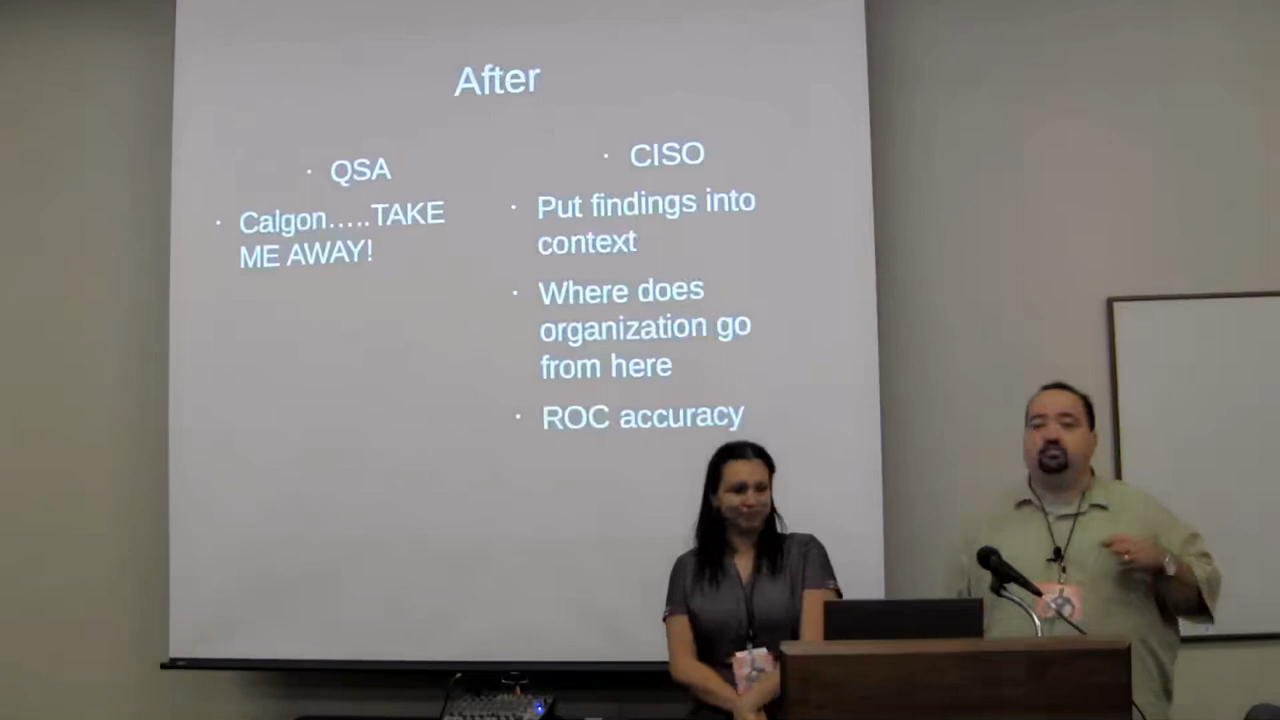 After
· QSA
· Calgon…..TAKE
ME AWAY!
· CISO
· Put findings into
context
· Where does
organization go
from here
· ROC accuracy